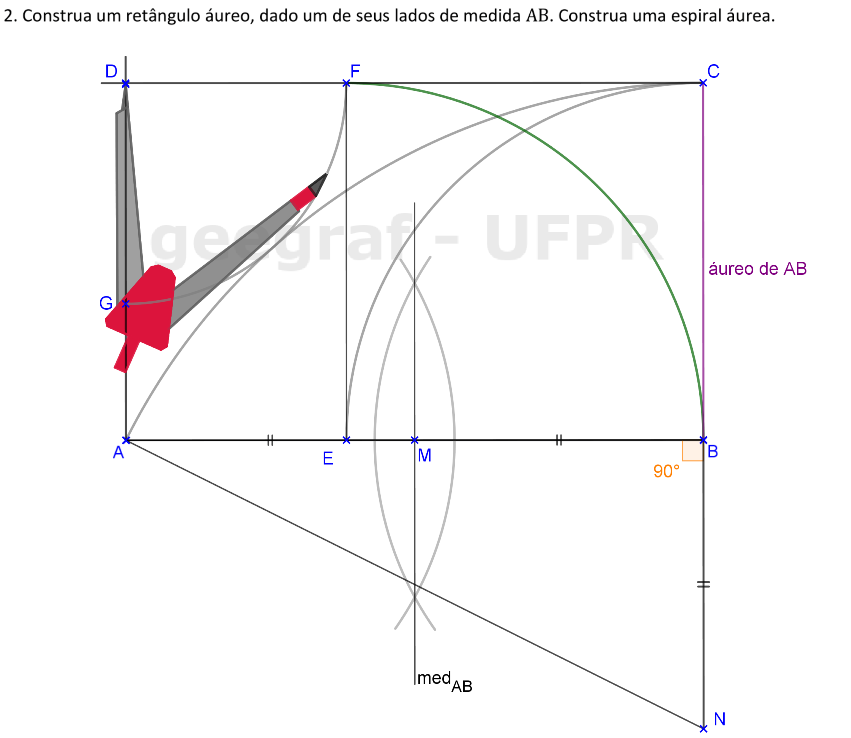 2. Construa um retângulo áureo, dado um de seus lados de medida AB. Construa uma espiral áurea.
D
F
C
geograf - UFPR
áureo de AB
G
A
E
M
B
90°
med_AB
N